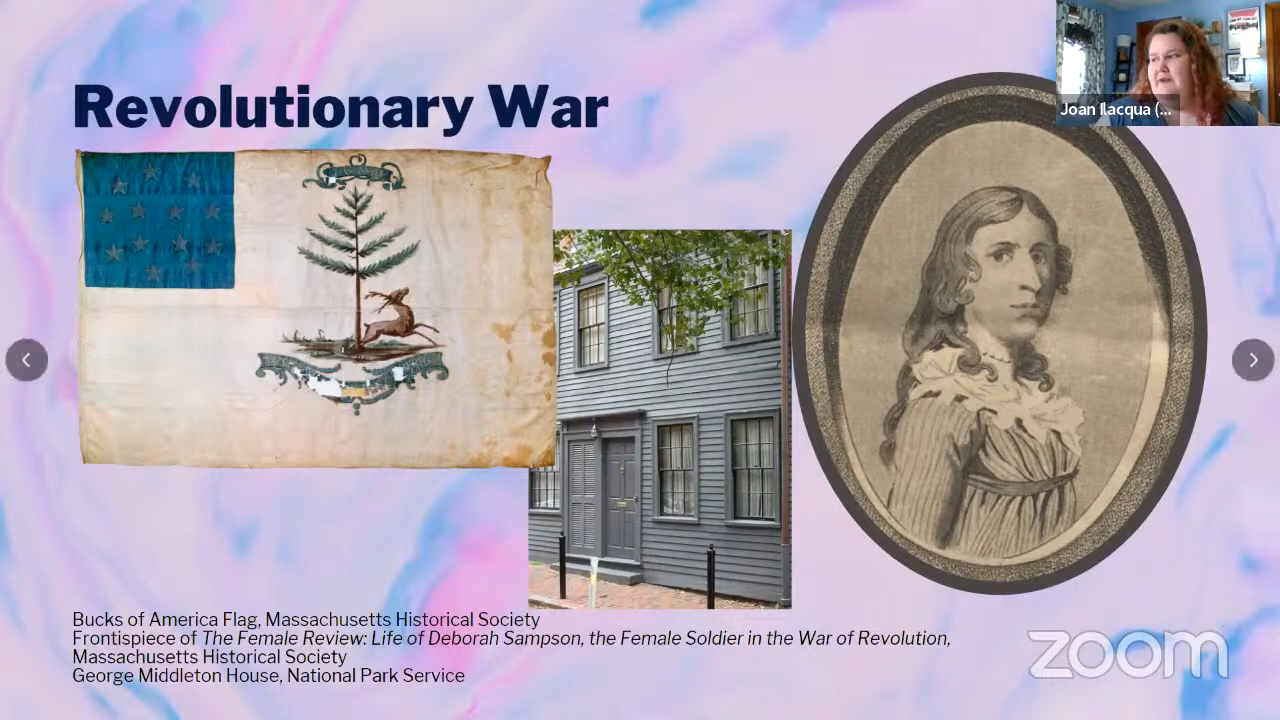 Revolutionary War
Joan Ilacqua (...
Bucks of America Flag, Massachusetts Historical Society
Frontispiece of The Female Review: Life of Deborah Sampson, the Female Soldier in the War of Revolution,
Massachusetts Historical Society
George Middleton House, National Park Service
zoom